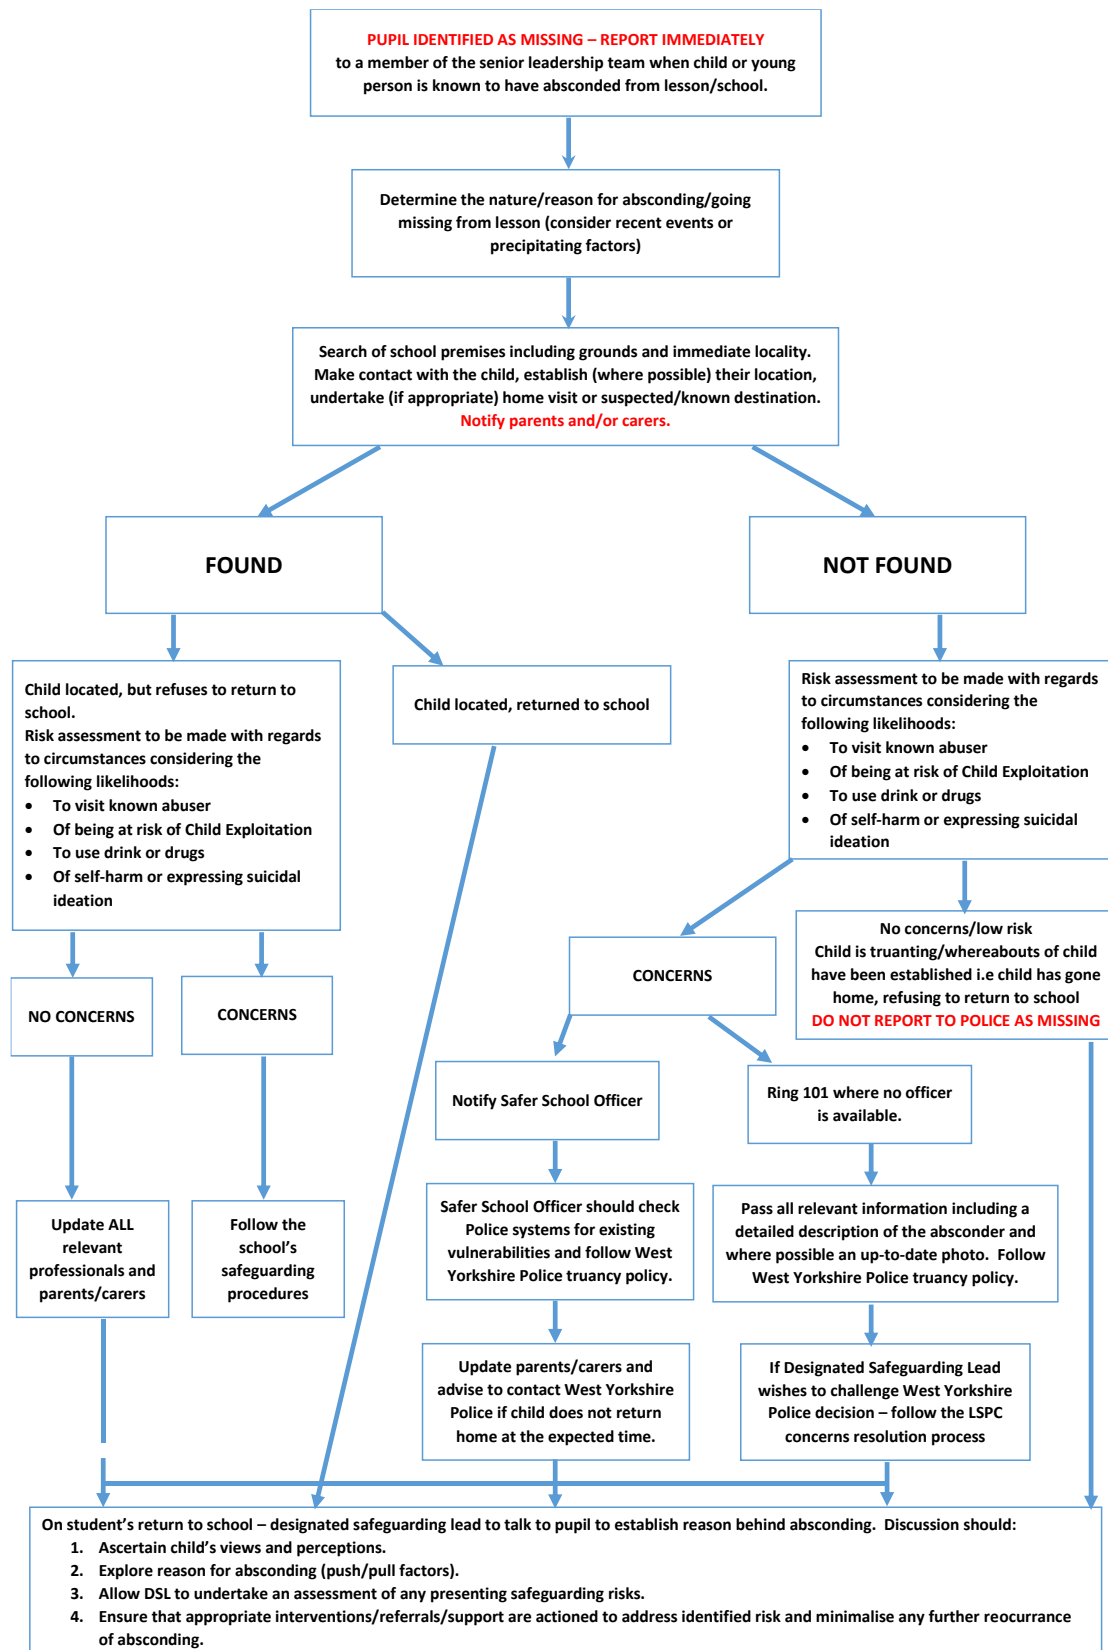 PUPIL IDENTIFIED AS MISSING – REPORT IMMEDIATELY
to a member of the senior leadership team when child or young
person is known to have absconded from lesson/school.
Determine the nature/reason for absconding/going
missing from lesson (consider recent events or
precipitating factors)
Search of school premises including grounds and immediate locality.
Make contact with the child, establish (where possible) their location,
undertake (if appropriate) home visit or suspected/known destination.
Notify parents and/or carers.
FOUND
NOT FOUND
Child located, but refuses to return to
school.
Risk assessment to be made with regards
to circumstances considering the
following likelihoods:
• To visit known abuser
• Of being at risk of Child Exploitation
• To use drink or drugs
• Of self-harm or expressing suicidal
ideation
Child located, returned to school
Risk assessment to be made with regards
to circumstances considering the
following likelihoods:
• To visit known abuser
• Of being at risk of Child Exploitation
• To use drink or drugs
• Of self-harm or expressing suicidal
ideation
NO CONCERNS
CONCERNS
CONCERNS
No concerns/low risk
Child is truanting/whereabouts of child
have been established i.e child has gone
home, refusing to return to school
DO NOT REPORT TO POLICE AS MISSING
Notify Safer School Officer
Ring 101 where no officer
is available.
Update ALL
relevant
professionals and
parents/carers
Follow the
school's
safeguarding
procedures
Safer School Officer should check
Police systems for existing
vulnerabilities and follow West
Yorkshire Police truancy policy.
Pass all relevant information including a
detailed description of the absconder and
where possible an up-to-date photo. Follow
West Yorkshire Police truancy policy.
Update parents/carers and
advise to contact West Yorkshire
Police if child does not return
home at the expected time.
If Designated Safeguarding Lead
wishes to challenge West Yorkshire
Police decision – follow the LSPC
concerns resolution process
On student's return to school – designated safeguarding lead to talk to pupil to establish reason behind absconding. Discussion should:
1. Ascertain child's views and perceptions.
2. Explore reason for absconding (push/pull factors).
3. Allow DSL to undertake an assessment of any presenting safeguarding risks.
4. Ensure that appropriate interventions/referrals/support are actioned to address identified risk and minimalise any further reocurrance
of absconding.